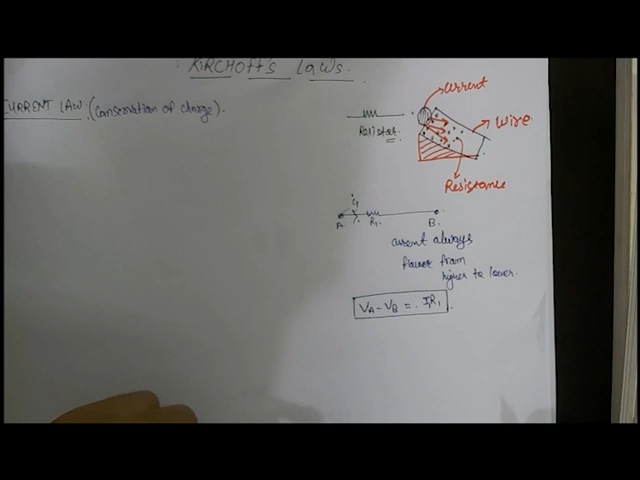 KIRCHOFF'S LAWS.
CURRENT LAW. (Conservation of charge).
current
Resistor.
wire
Resistance
i1
A R1 B
current always
flows from
higher to lower.
VA - VB = I1R1